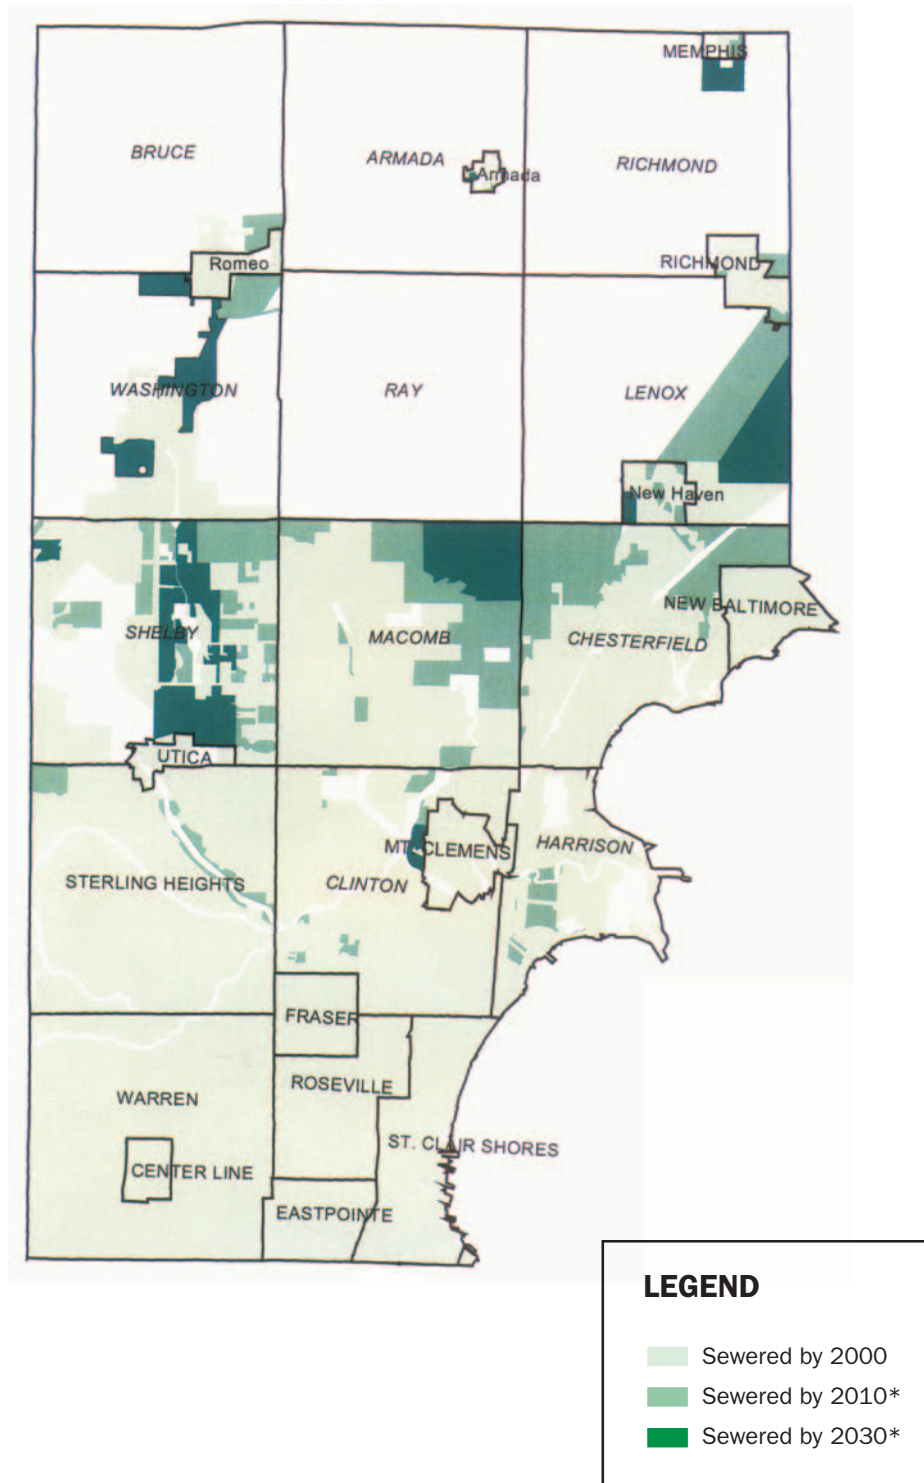 MEMPHIS
BRUCE
ARMADA
RICHMOND
Armada
Romeo
RICHMOND
WASHINGTON
RAY
LENOX
New Haven
NEW BALTIMORE
SHELBY
MACOMB
CHESTERFIELD
UTICA
MT. CLEMENS
HARRISON
STERLING HEIGHTS
CLINTON
FRASER
ROSEVILLE
WARREN
ST. CLAIR SHORES
CENTER LINE
EASTPOINTE
LEGEND
Sewered by 2000
Sewered by 2010*
Sewered by 2030*